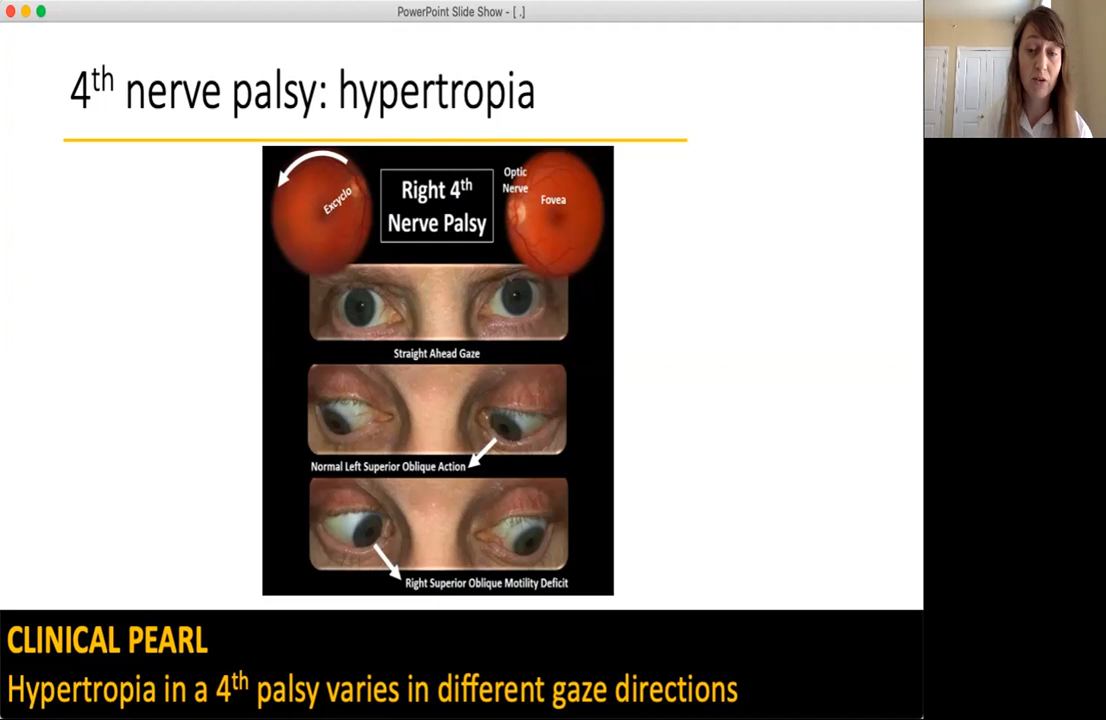 PowerPoint Slide Show - [ .]
4th nerve palsy: hypertropia
Excyclo
Right 4th
Nerve Palsy
Optic
Nerve
Fovea
Straight Ahead Gaze
Normal Left Superior Oblique Action
Right Superior Oblique Motility Deficit
CLINICAL PEARL
Hypertropia in a 4th palsy varies in different gaze directions